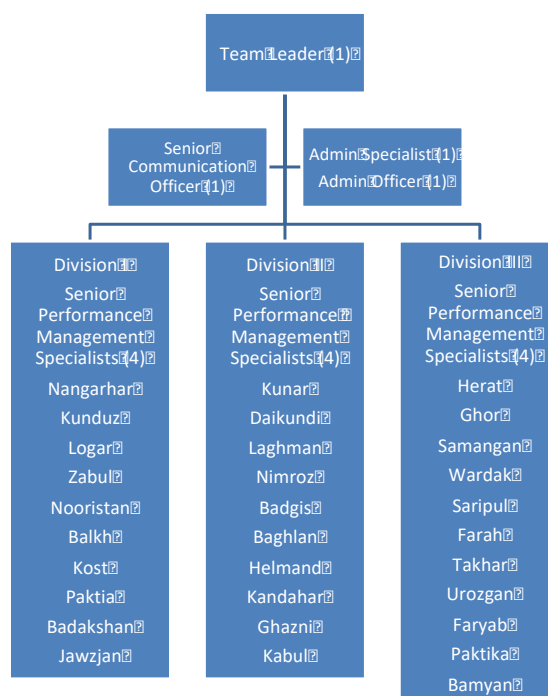 Team Leader (1)
Senior
Communication
Officer (1)
Admin Specialist (1)
Admin Officer (1)
Division I
Senior
Performance
Management
Specialists (4)
Nangarhar
Kunduz
Logar
Zabul
Nooristan
Balkh
Kost
Paktia
Badakshan
Jawzjan
Division II
Senior
Performance
Management
Specialists (4)
Kunar
Daikundi
Laghman
Nimroz
Badgis
Baghlan
Helmand
Kandahar
Ghazni
Kabul
Division III
Senior
Performance
Management
Specialists (4)
Herat
Ghor
Samangan
Wardak
Saripul
Farah
Takhar
Urozgan
Faryab
Paktika
Bamyan